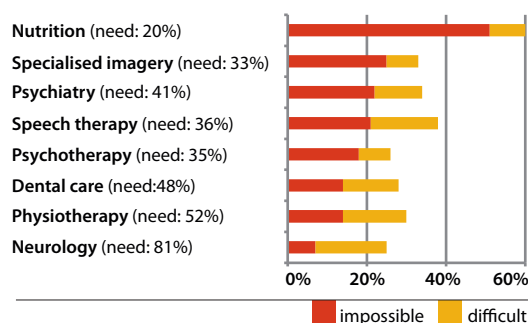 Nutrition (need: 20%)
Specialised imagery (need: 33%)
Psychiatry (need: 41%)
Speech therapy (need: 36%)
Psychotherapy (need: 35%)
Dental care (need:48%)
Physiotherapy (need: 52%)
Neurology (need: 81%)
0% 20% 40% 60%
impossible difficult